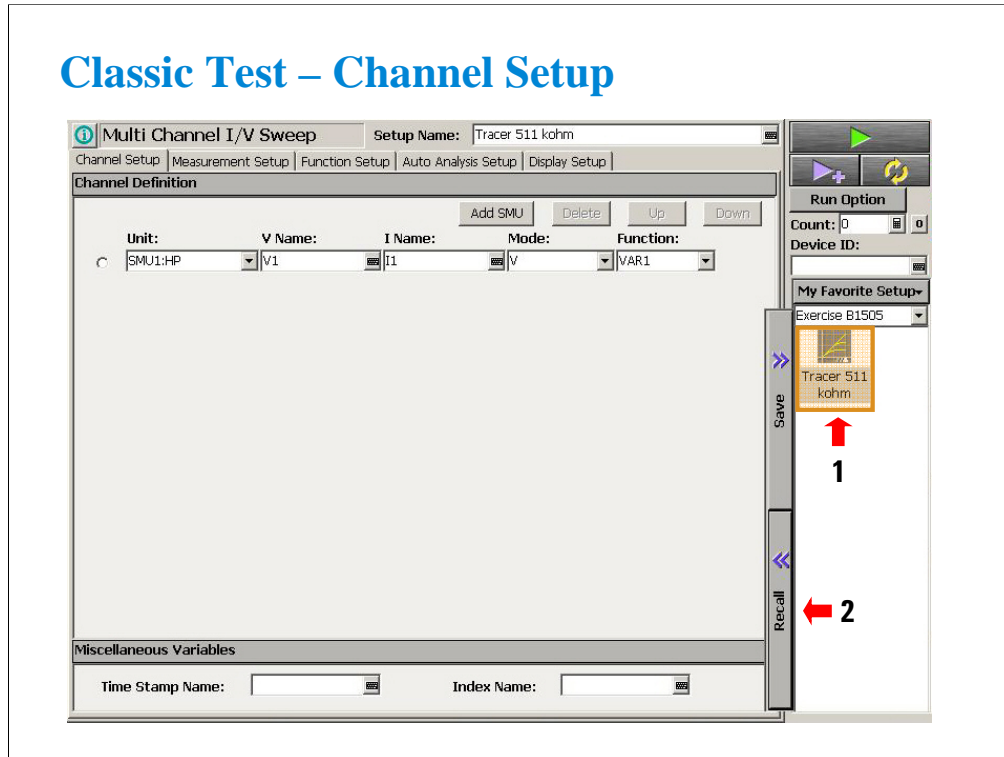 Classic Test – Channel Setup
Multi Channel I/V Sweep Setup Name: Tracer 511 kohm
Channel Setup Measurement Setup Function Setup Auto Analysis Setup Display Setup
Channel Definition
Add SMU Delete Up Down
Unit: V Name: I Name: Mode: Function:
SMU1:HP V1 I1 V VAR1
Miscellaneous Variables
Time Stamp Name: Index Name:
Save
Recall
Run Option
Count: 0 0
Device ID:
My Favorite Setup
Exercise B1505
Tracer 511
kohm
1
2